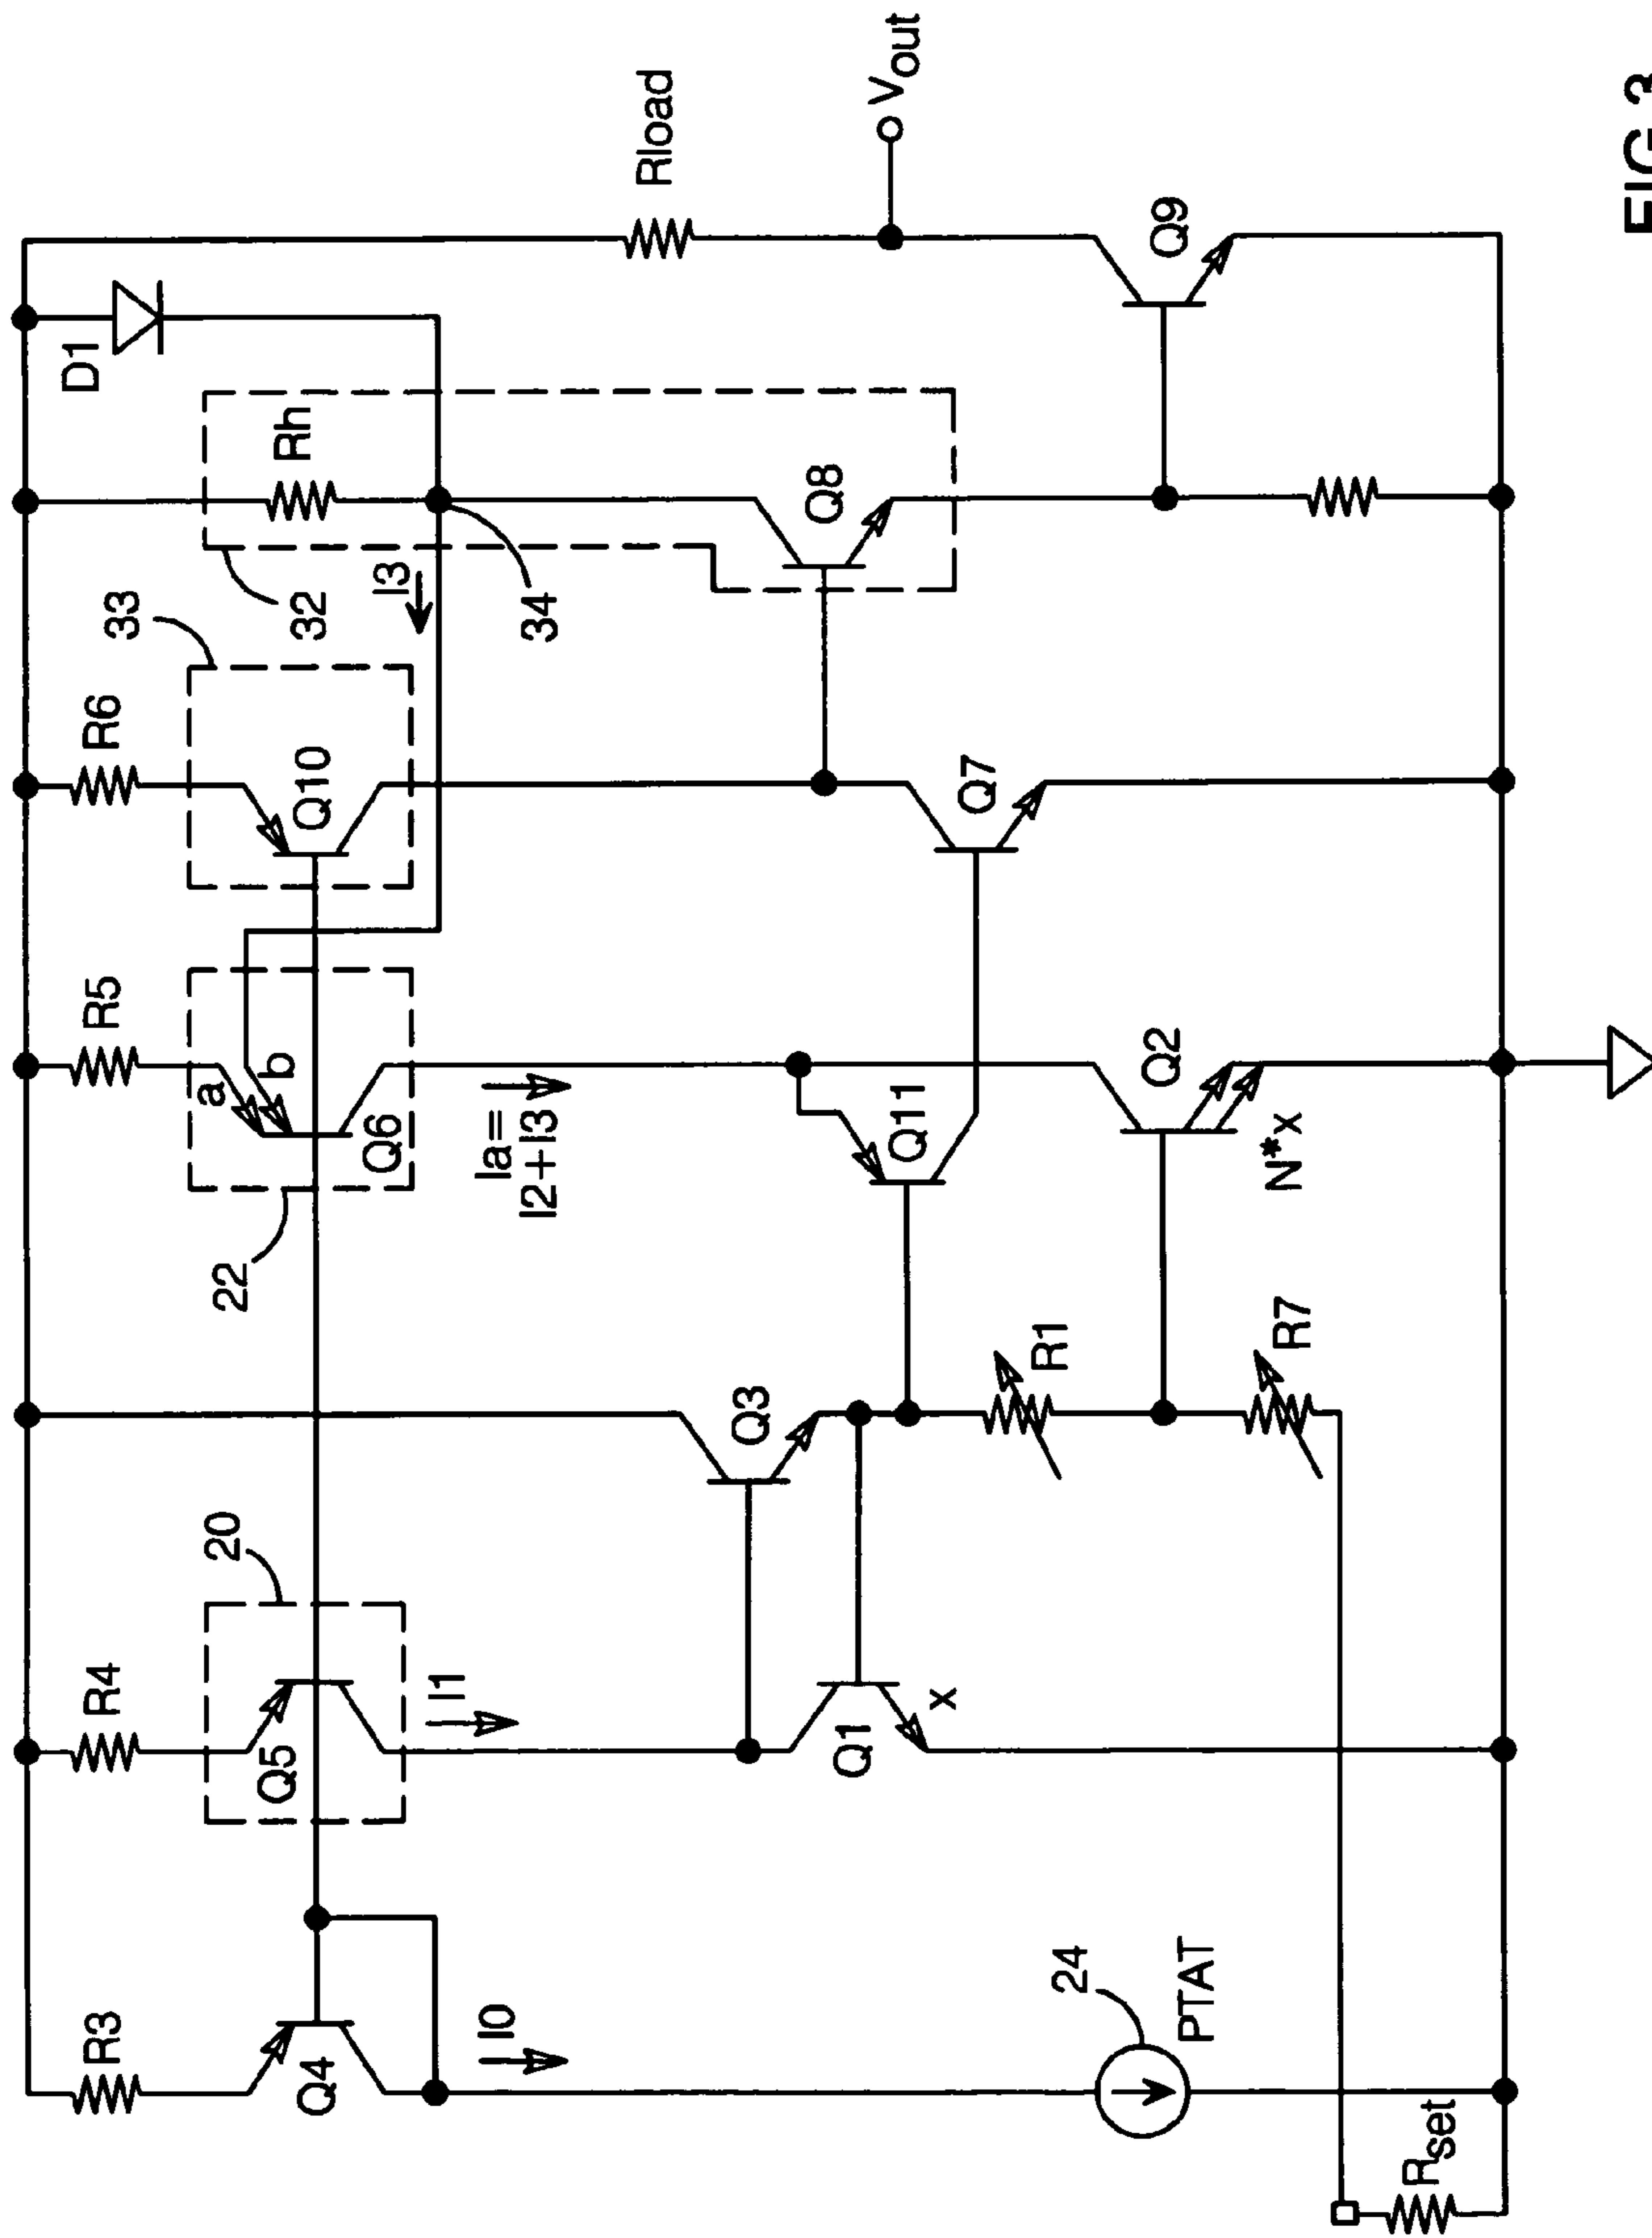 R3
R4
R5
R6
D1
Rh
Rload
Vout
Q4
Q5
20
22
a
b
Q6
33
Q10
32
I3
34
I0
I1
Ia=
I2+I3
Q3
Q11
Q7
Q8
Q9
Q1
x
R1
R7
Q2
N*x
24
PTAT
Rset
FIG.3